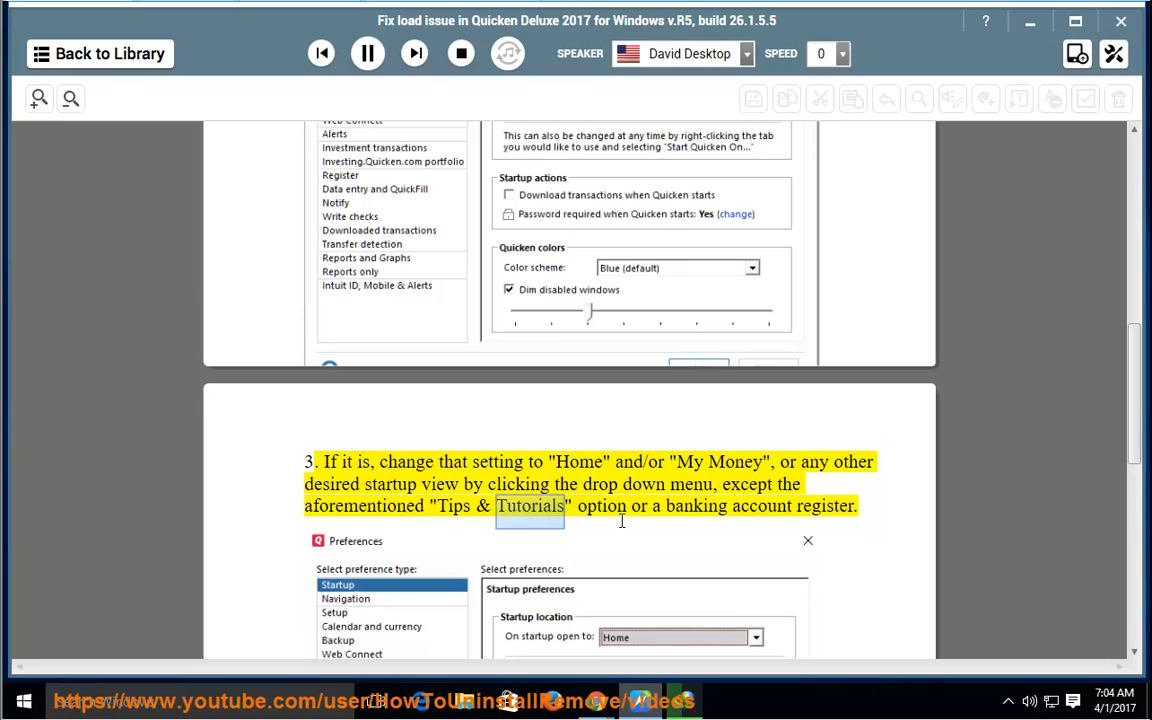 Fix load issue in Quicken Deluxe 2017 for Windows v.R5, build 26.1.5.5
?
Back to Library
SPEAKER
David Desktop
SPEED
0
Web Connect
Alerts
Investment transactions
Investing.Quicken.com portfolio
Register
Data entry and QuickFill
Notify
Write checks
Downloaded transactions
Transfer detection
Reports and Graphs
Reports only
Intuit ID, Mobile & Alerts
This can also be changed at any time by right-clicking the tab
you would like to use and selecting "Start Quicken On..."
Startup actions
Download transactions when Quicken starts
Password required when Quicken starts: Yes (change)
Quicken colors
Color scheme: Blue (default)
Dim disabled windows
3. If it is, change that setting to "Home" and/or "My Money", or any other
desired startup view by clicking the drop down menu, except the
aforementioned "Tips & Tutorials" option or a banking account register.
Preferences
Select preference type:
Startup
Navigation
Setup
Calendar and currency
Backup
Web Connect
Select preferences:
Startup preferences
Startup location
On startup open to: Home
https://www.youtube.com/user/HowToUninstallRemove/videos
7:04 AM
4/1/2017